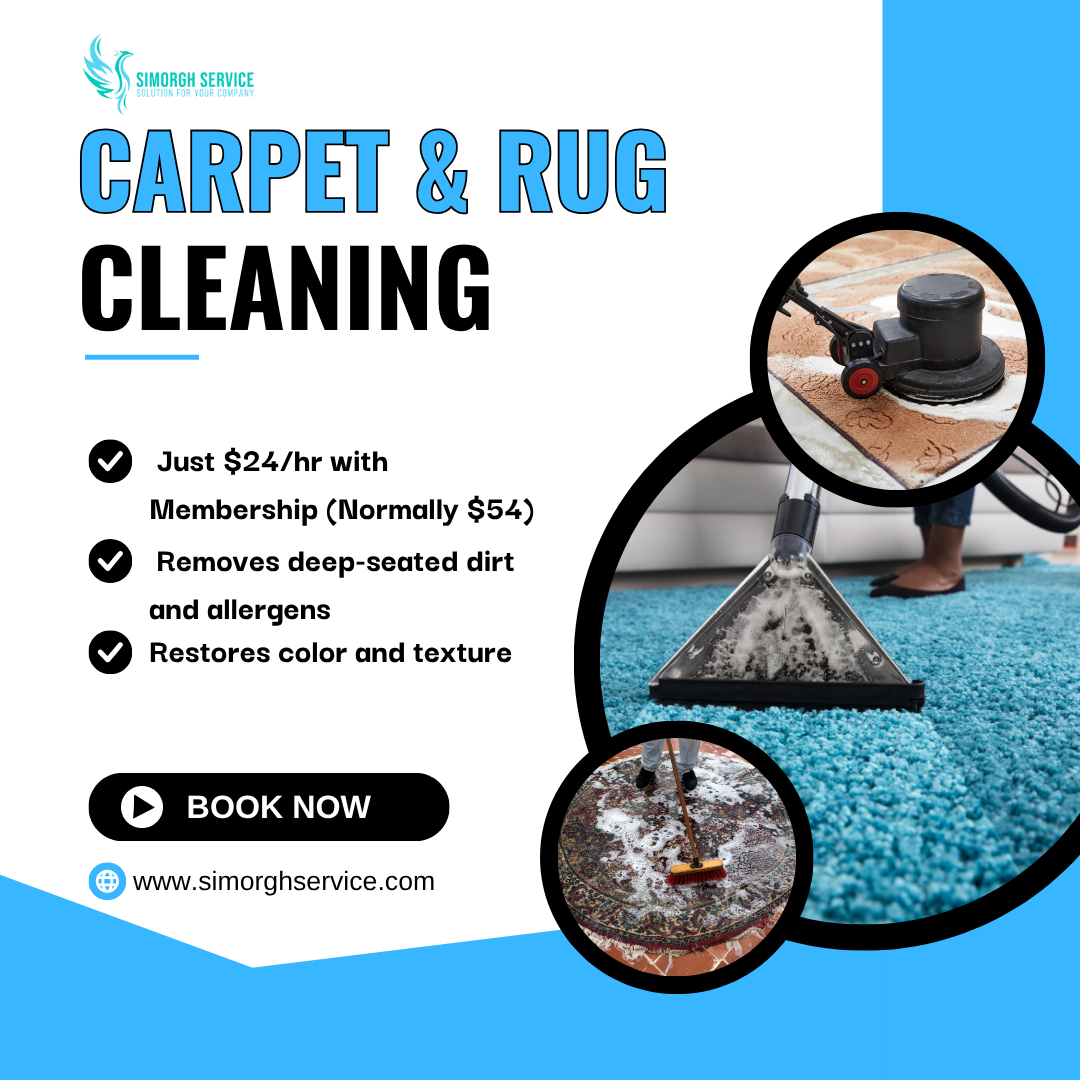 SIMORGH SERVICE
SOLUTION FOR YOUR COMPANY
CARPET & RUG
CLEANING
Just $24/hr with
Membership (Normally $54)
Removes deep-seated dirt
and allergens
Restores color and texture
BOOK NOW
www.simorghservice.com